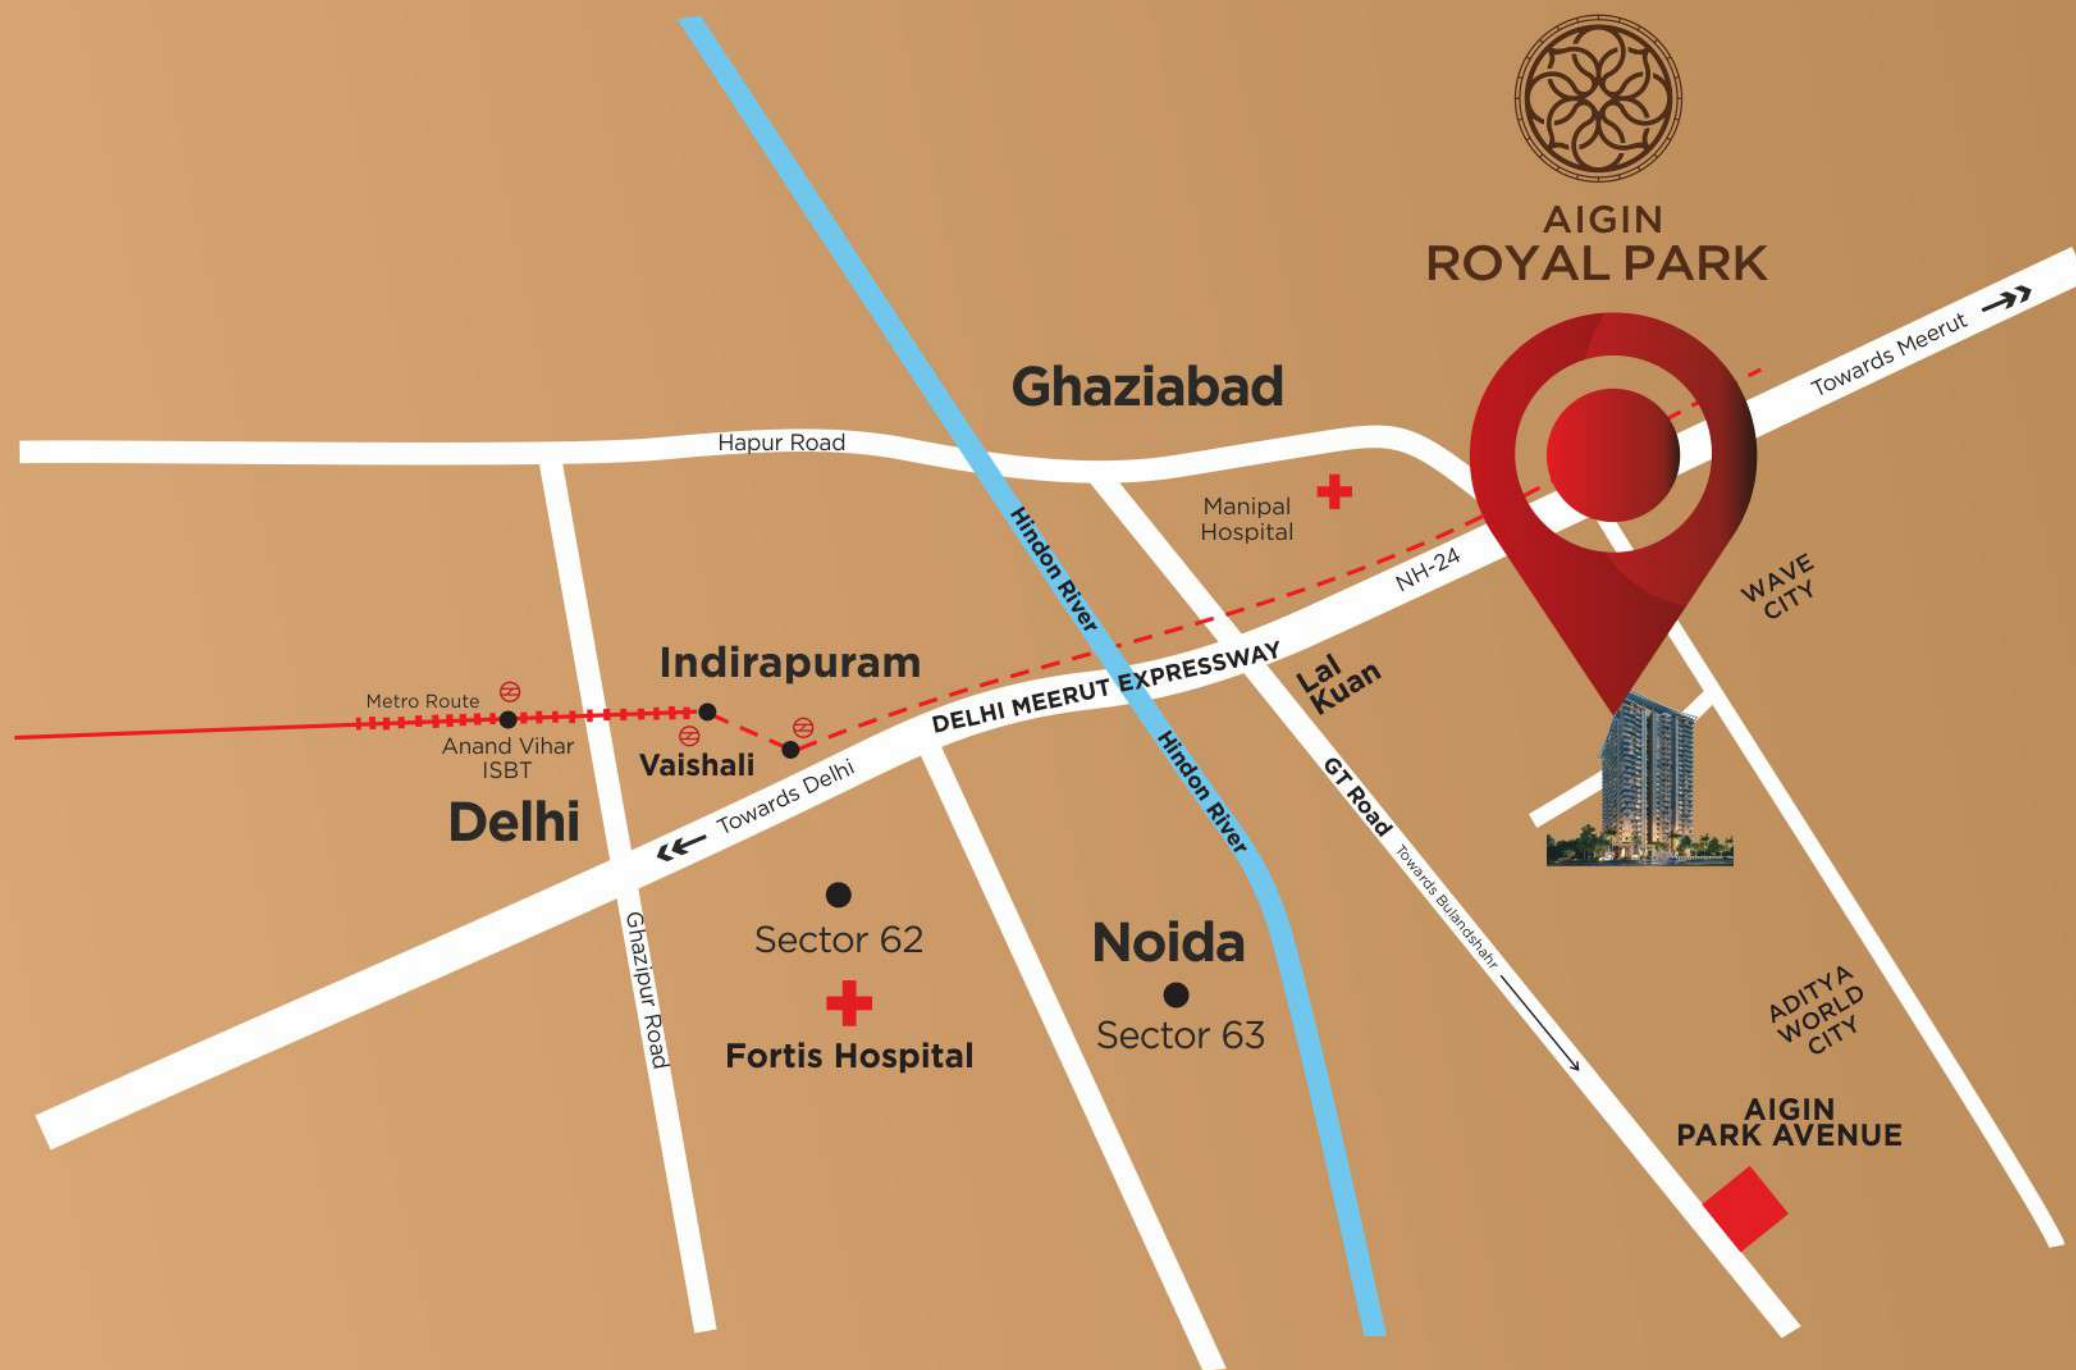 AIGIN
ROYAL PARK
Towards Meerut
Ghaziabad
Hapur Road
Manipal
Hospital
Hindon River
NH-24
WAVE
CITY
Indirapuram
DELHI MEERUT EXPRESSWAY
Lal
Kuan
Metro Route
Anand Vihar
ISBT
Vaishali
Towards Delhi
Delhi
Hindon River
GT Road
Towards Bulandshahr
Sector 62
Noida
Ghazipur Road
Fortis Hospital
Sector 63
ADITYA
WORLD
CITY
AIGIN
PARK AVENUE